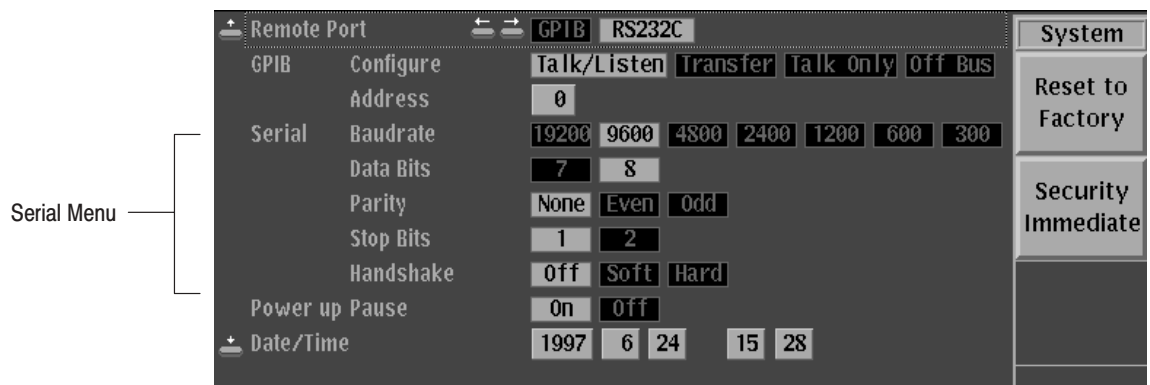 Remote Port GPIB RS232C
GPIB Configure Talk/Listen Transfer Talk Only Off Bus
Address 0
Serial Baudrate 19200 9600 4800 2400 1200 600 300
Data Bits 7 8
Parity None Even Odd
Stop Bits 1 2
Handshake Off Soft Hard
Power up Pause On Off
Date/Time 1997 6 24 15 28
Serial Menu
System
Reset to
Factory
Security
Immediate